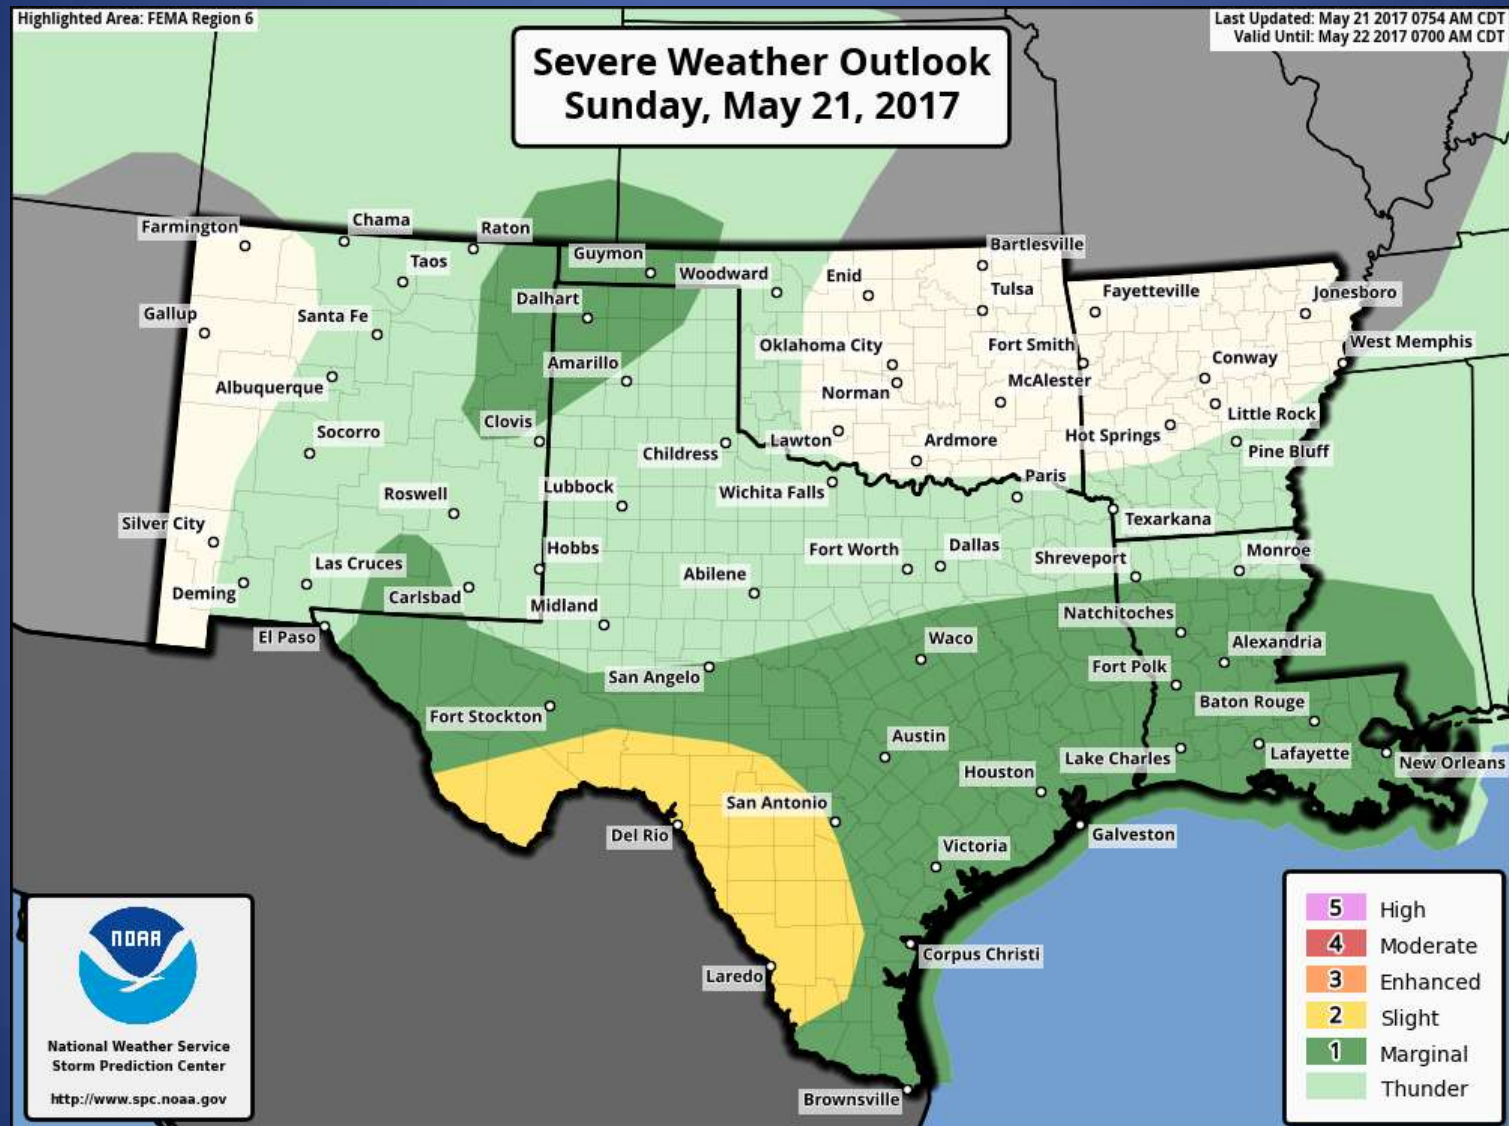 Highlighted Area: FEMA Region 6
Last Updated: May 21 2017 0754 AM CDT
Valid Until: May 22 2017 0700 AM CDT
Severe Weather Outlook
Sunday, May 21, 2017
Farmington
Chama
Raton
Taos
Guymon
Woodward
Enid
Bartlesville
Tulsa
Fayetteville
Jonesboro
Gallup
Santa Fe
Dalhart
Oklahoma City
Fort Smith
West Memphis
Albuquerque
Amarillo
Norman
McAlester
Conway
Little Rock
Socorro
Clovis
Childress
Lawton
Ardmore
Hot Springs
Pine Bluff
Roswell
Lubbock
Wichita Falls
Paris
Texarkana
Silver City
Las Cruces
Hobbs
Abilene
Fort Worth
Dallas
Shreveport
Monroe
Deming
Carlsbad
Midland
Natchitoches
El Paso
San Angelo
Waco
Alexandria
Fort Polk
Fort Stockton
Austin
Baton Rouge
Houston
Lake Charles
Lafayette
New Orleans
San Antonio
Del Rio
Galveston
Victoria
Laredo
Corpus Christi
Brownsville
NOAA
National Weather Service
Storm Prediction Center
http://www.spc.noaa.gov
5 High
4 Moderate
3 Enhanced
2 Slight
1 Marginal
Thunder